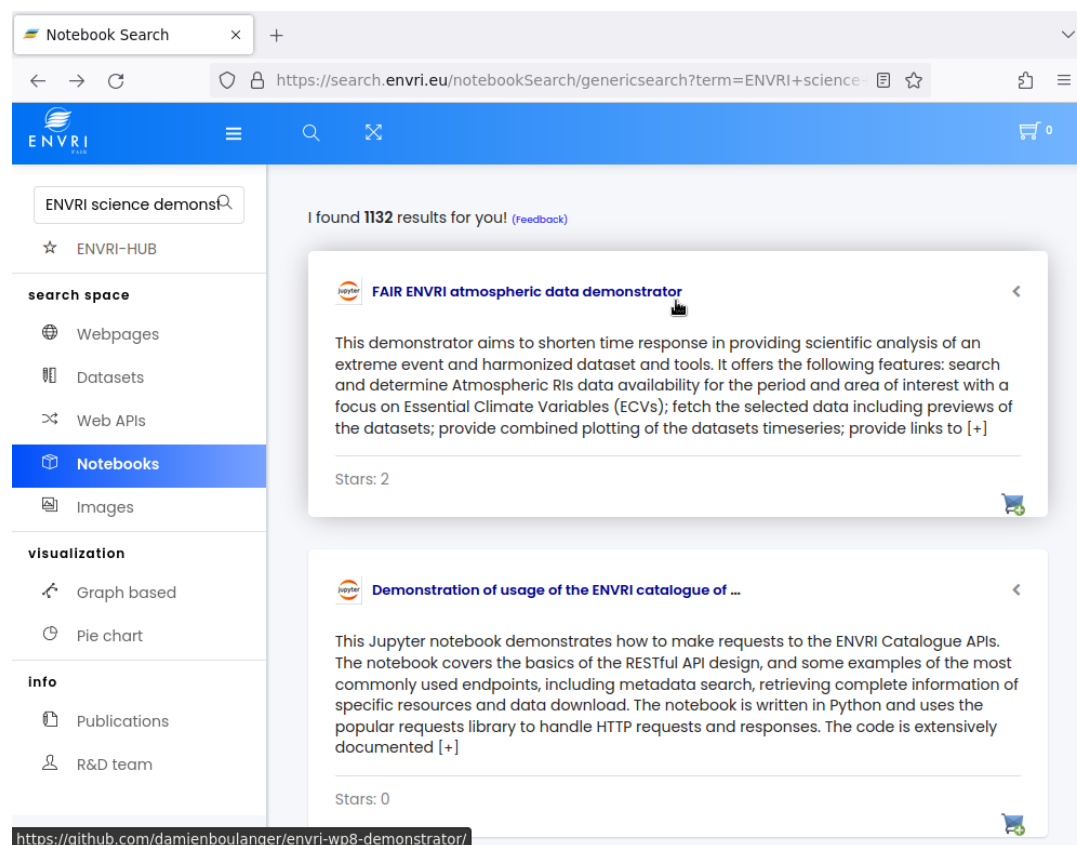 Notebook Search
https://search.envri.eu/notebookSearch/genericsearch?term=ENVRI+science-
ENVRI
FAIR
0
ENVRI science demonst
ENVRI-HUB
search space
Webpages
Datasets
Web APIs
Notebooks
Images
visualization
Graph based
Pie chart
info
Publications
R&D team
I found 1132 results for you! (Feedback)
Jupyter
FAIR ENVRI atmospheric data demonstrator
This demonstrator aims to shorten time response in providing scientific analysis of an
extreme event and harmonized dataset and tools. It offers the following features: search
and determine Atmospheric RIs data availability for the period and area of interest with a
focus on Essential Climate Variables (ECVs); fetch the selected data including previews of
the datasets; provide combined plotting of the datasets timeseries; provide links to [+]
Stars: 2
Jupyter
Demonstration of usage of the ENVRI catalogue of ...
This Jupyter notebook demonstrates how to make requests to the ENVRI Catalogue APIs.
The notebook covers the basics of the RESTful API design, and some examples of the most
commonly used endpoints, including metadata search, retrieving complete information of
specific resources and data download. The notebook is written in Python and uses the
popular requests library to handle HTTP requests and responses. The code is extensively
documented [+]
Stars: 0
https://github.com/damienboulanger/envri-wp8-demonstrator/